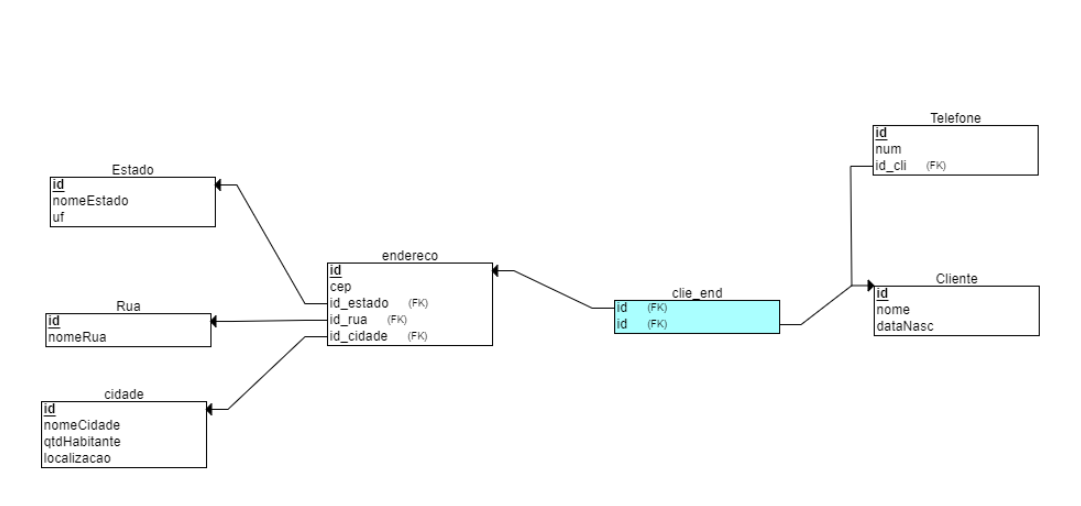 Estado
id
nomeEstado
uf
Rua
id
nomeRua
cidade
id
nomeCidade
qtdHabitante
localizacao
endereco
id
cep
id_estado (FK)
id_rua (FK)
id_cidade (FK)
clie_end
id (FK)
id (FK)
Telefone
id
num
id_cli (FK)
Cliente
id
nome
dataNasc